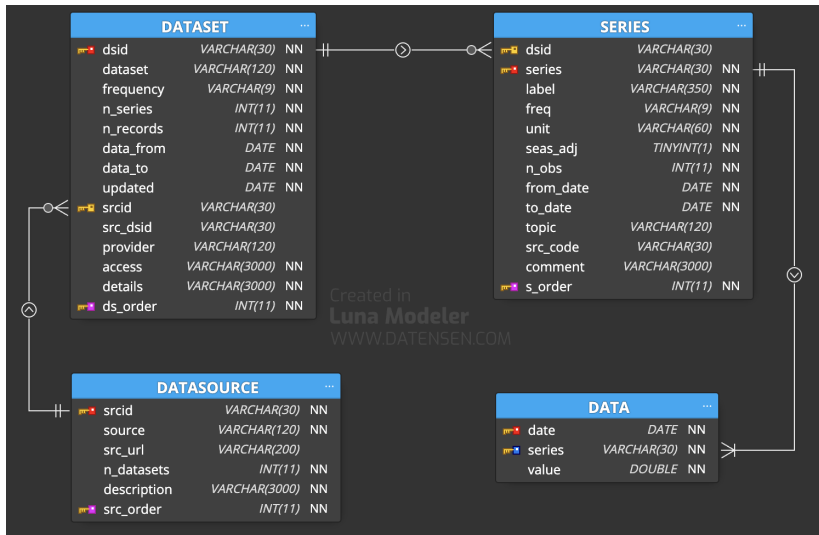 DATASET ...
dsid VARCHAR(30) NN
dataset VARCHAR(120) NN
frequency VARCHAR(9) NN
n_series INT(11) NN
n_records INT(11) NN
data_from DATE NN
data_to DATE NN
updated DATE NN
srcid VARCHAR(30)
src_dsid VARCHAR(30)
provider VARCHAR(120)
access VARCHAR(3000) NN
details VARCHAR(3000) NN
ds_order INT(11) NN
SERIES ...
dsid VARCHAR(30)
series VARCHAR(30) NN
label VARCHAR(350) NN
freq VARCHAR(9) NN
unit VARCHAR(60) NN
seas_adj TINYINT(1) NN
n_obs INT(11) NN
from_date DATE NN
to_date DATE NN
topic VARCHAR(120)
src_code VARCHAR(30)
comment VARCHAR(3000)
s_order INT(11) NN
Created in
Luna Modeler
WWW.DATENSEN.COM
DATASOURCE ...
srcid VARCHAR(30) NN
source VARCHAR(120) NN
src_url VARCHAR(200)
n_datasets INT(11) NN
description VARCHAR(3000) NN
src_order INT(11) NN
DATA ...
date DATE NN
series VARCHAR(30) NN
value DOUBLE NN